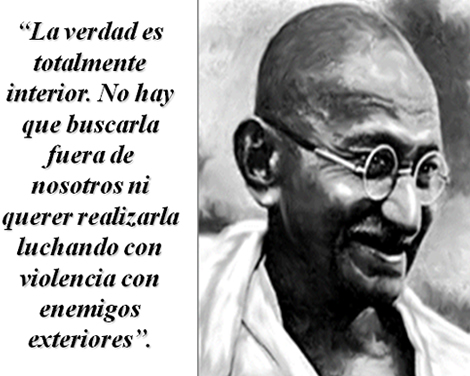 “La verdad es
totalmente
interior. No hay
que buscarla
fuera de
nosotros ni
querer realizarla
luchando con
violencia con
enemigos
exteriores”.